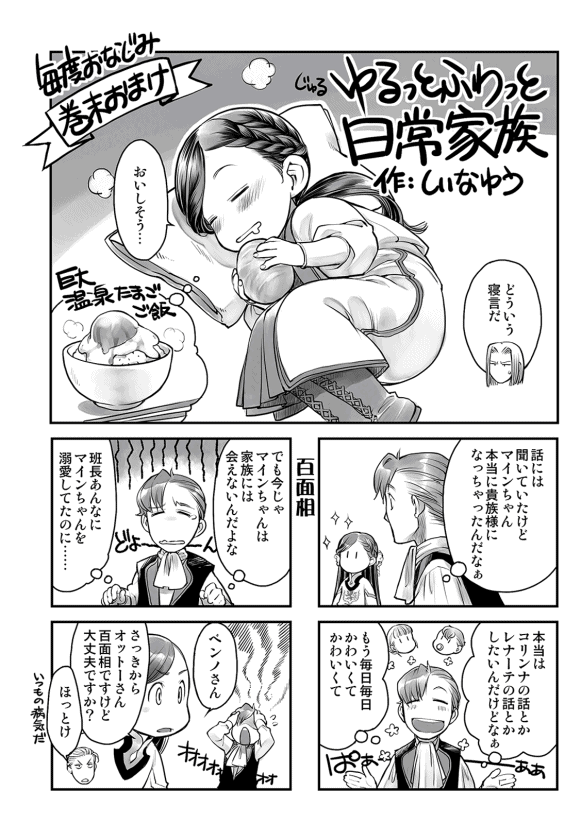 毎度おなじみ
巻末おまけ
ゆるっとふわっと
日常家族
作：しいなゆう
じゅる
おいしそう…
巨大
温泉たまご
ご飯
どういう
寝言だ
百面相
話には
聞いていたけど
マインちゃん
本当に貴族様に
なっちゃったんだなぁ
でも今じゃ
マインちゃんは
家族には
会えないんだよな
班長あんなに
マインちゃんを
溺愛してたのに……
どよーーん
本当は
コリンナの話とか
レナーテの話とか
したいんだけどなぁ
もう毎日毎日
かわいくて
かわいくて
ぱぁーーぁぁ
ベンノさん
さっきから
オットーさん
百面相ですけど
大丈夫ですか？
ほっとけ
いつもの病気だ
オオオオオ